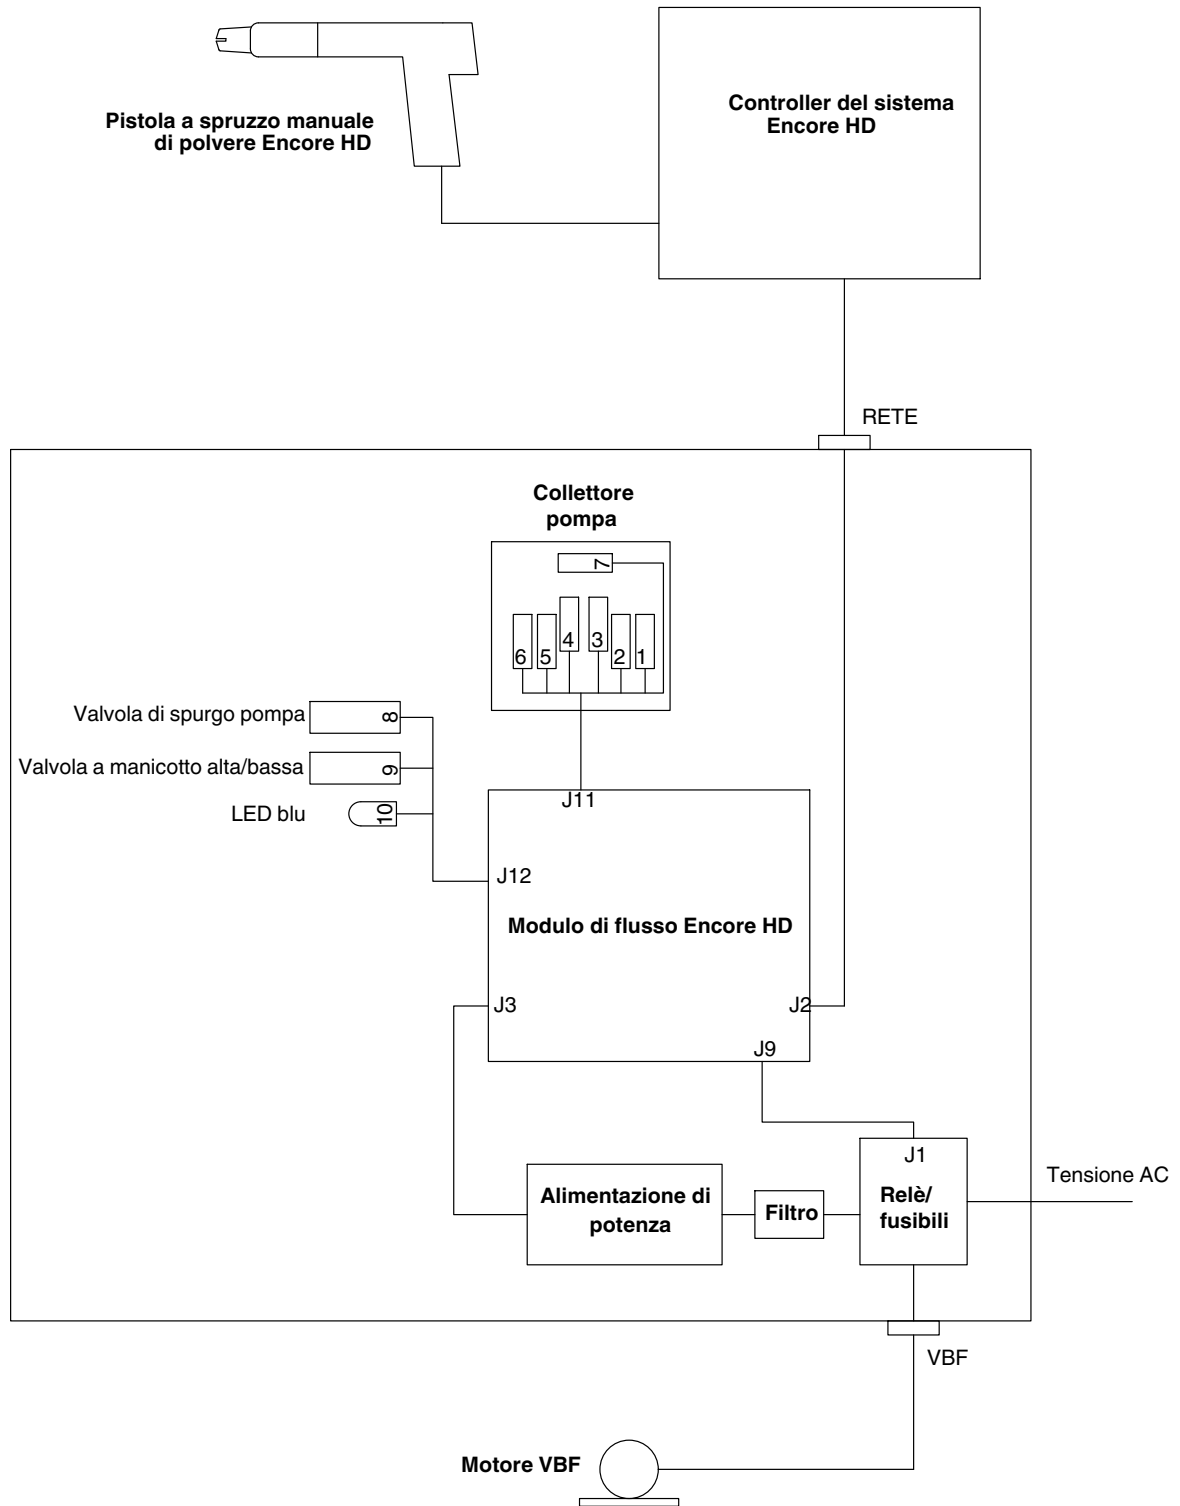 Controller del sistema
Encore HD
Pistola a spruzzo manuale
di polvere Encore HD
RETE
Collettore
pompa
7
6
5
4
3
2
1
Valvola di spurgo pompa
8
Valvola a manicotto alta/bassa
9
LED blu
10
J11
J12
Modulo di flusso Encore HD
J3
J2
J9
J1
Tensione AC
Alimentazione di
potenza
Filtro
Relè/
fusibili
VBF
Motore VBF